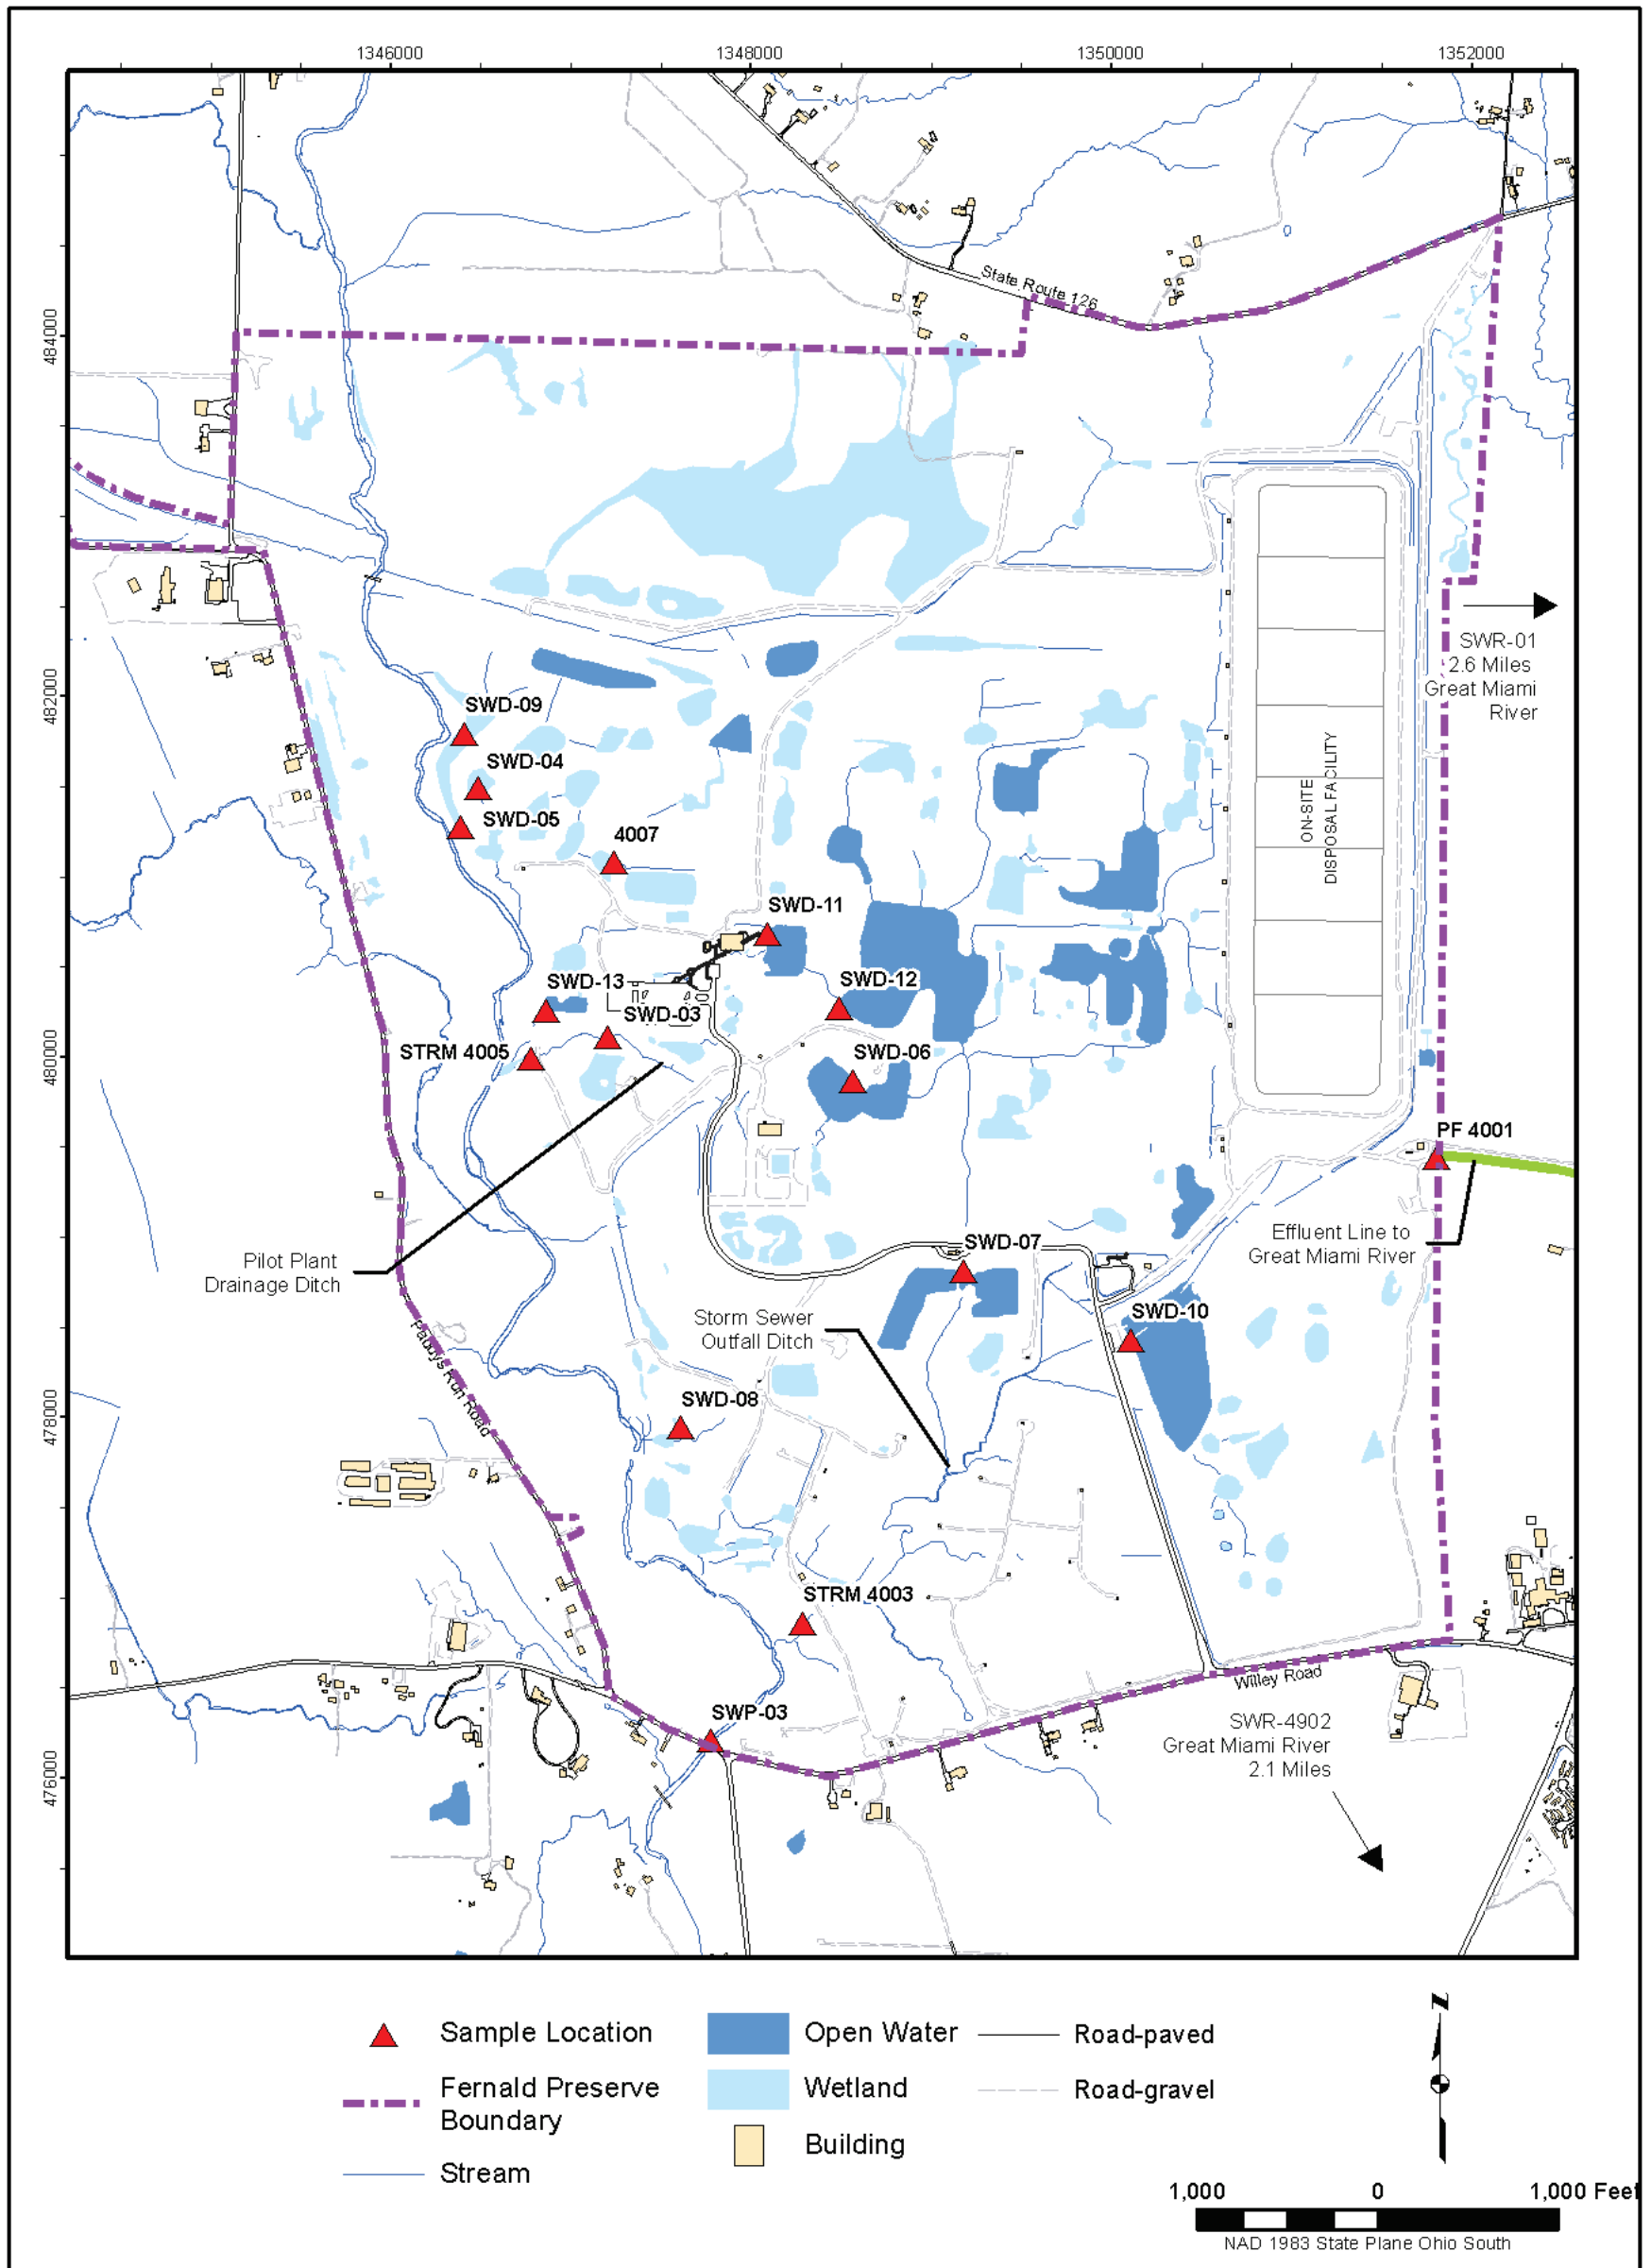 1346000
1348000
1350000
1352000
484000
482000
480000
478000
476000
State Route 126
SWR-01
2.6 Miles
Great Miami
River
SWD-09
SWD-04
SWD-05
4007
SWD-11
SWD-12
SWD-13
SWD-03
STRM 4005
SWD-06
ON-SITE
DISPOSAL FACILITY
PF 4001
Effluent Line to
Great Miami River
Pilot Plant
Drainage Ditch
SWD-07
SWD-10
Storm Sewer
Outfall Ditch
Paddys Run Road
SWD-08
STRM 4003
SWP-03
Willey Road
SWR-4902
Great Miami River
2.1 Miles
Sample Location
Fernald Preserve
Boundary
Stream
Open Water
Wetland
Building
Road-paved
Road-gravel
N
1,000 0 1,000 Feet
NAD 1983 State Plane Ohio South